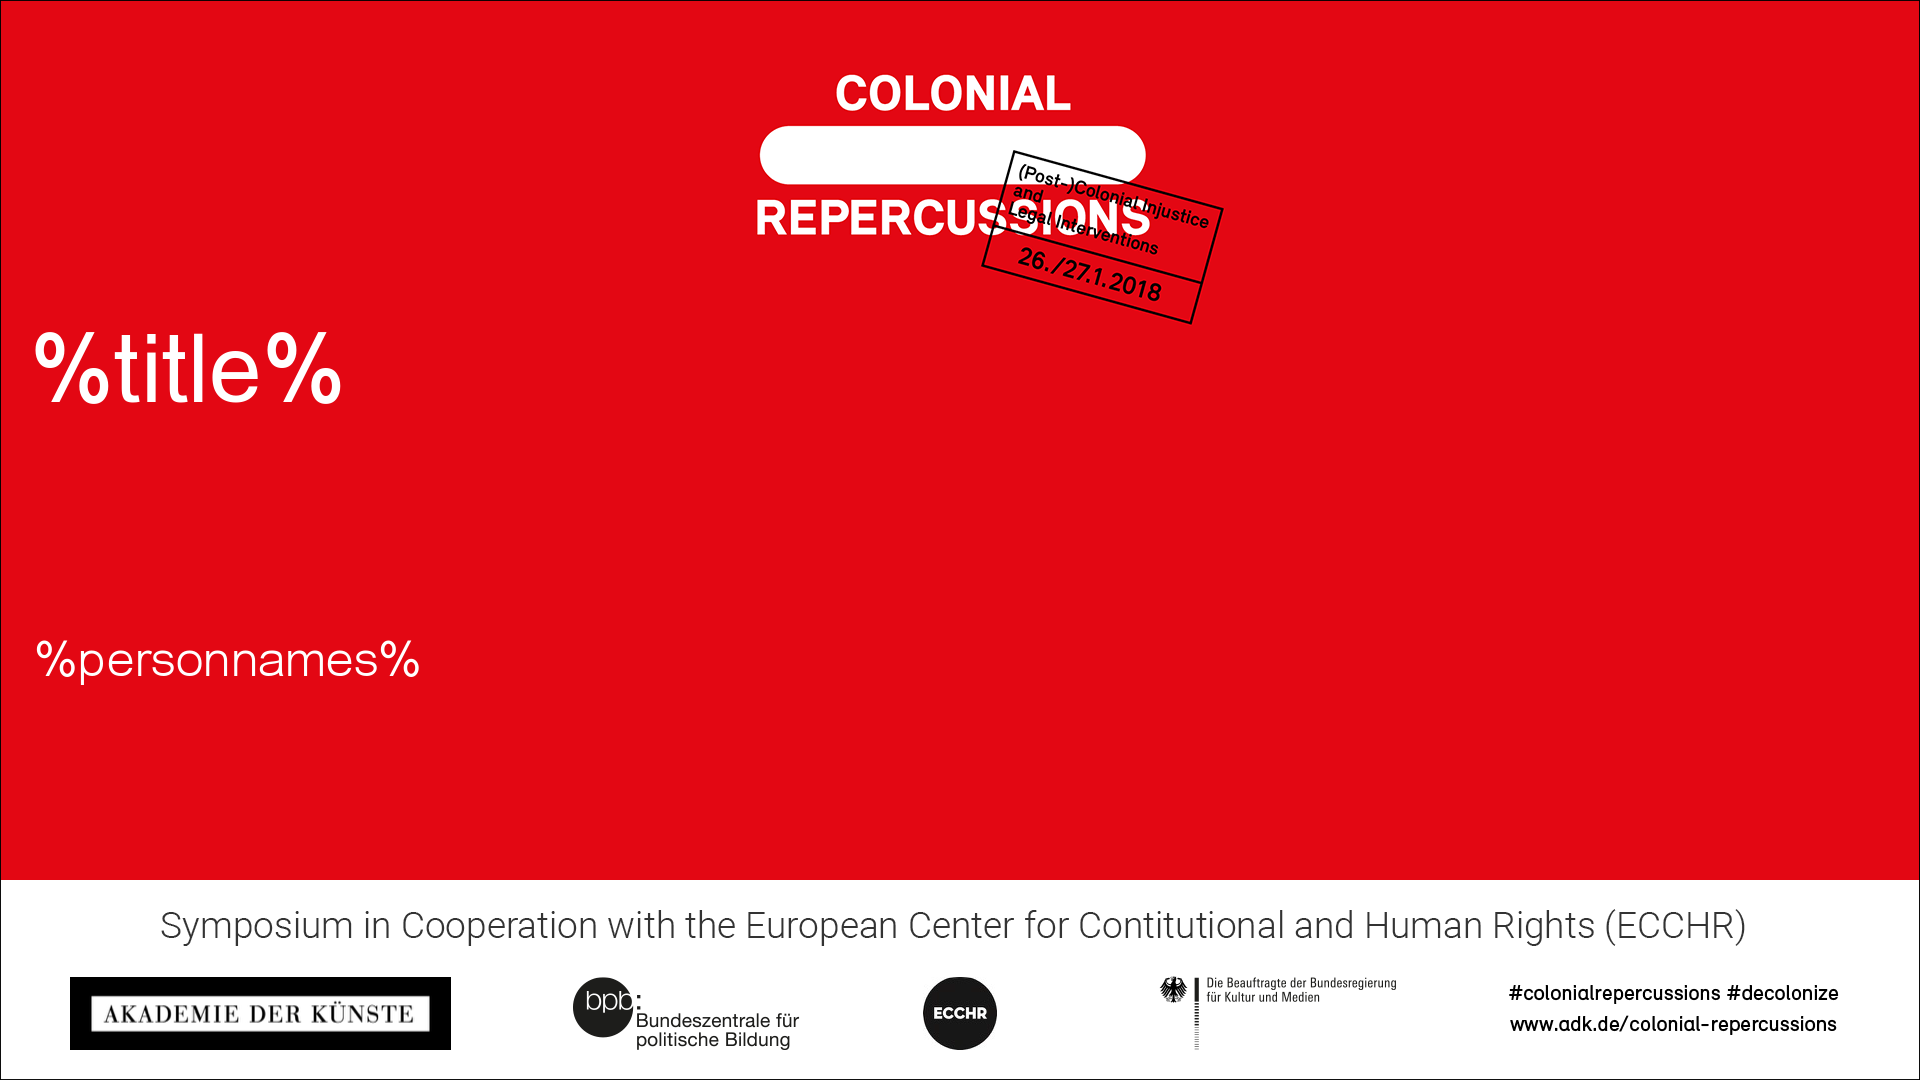 COLONIAL
REPERCUSSIONS
(Post-)Colonial Injustice
and
Legal Interventions
26./27.1.2018
%title%
%personnames%
Symposium in Cooperation with the European Center for Contitutional and Human Rights (ECCHR)
AKADEMIE DER KÜNSTE
bpb:
Bundeszentrale für
politische Bildung
ECCHR
Die Beauftragte der Bundesregierung
für Kultur und Medien
#colonialrepercussions #decolonize
www.adk.de/colonial-repercussions